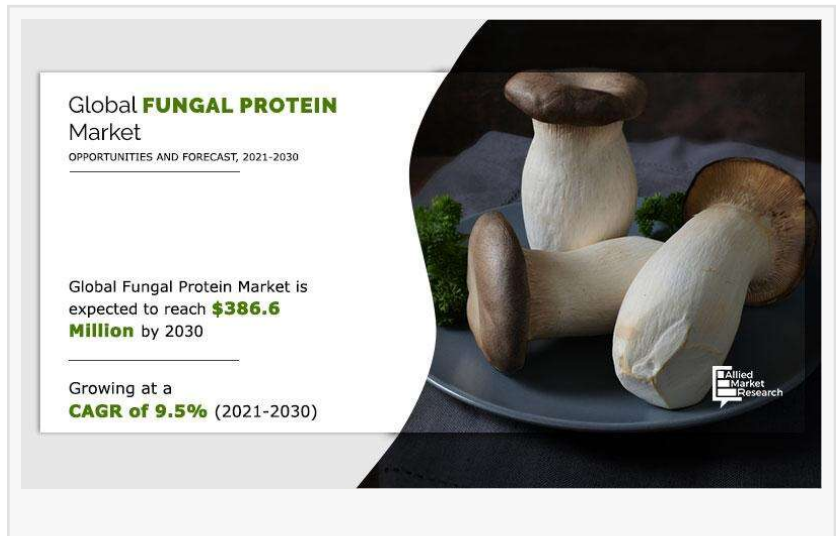 Global FUNGAL PROTEIN
Market
OPPORTUNITIES AND FORECAST, 2021-2030
Global Fungal Protein Market is
expected to reach $386.6
Million by 2030
Growing at a
CAGR of 9.5% (2021-2030)
Allied
Market
Research